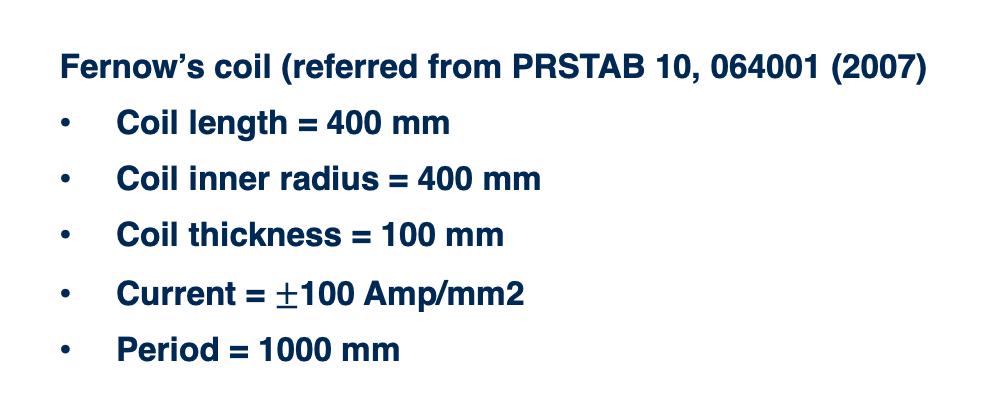 Fernow’s coil (referred from PRSTAB 10, 064001 (2007)
• Coil length = 400 mm
• Coil inner radius = 400 mm
• Coil thickness = 100 mm
• Current = ±100 Amp/mm2
• Period = 1000 mm